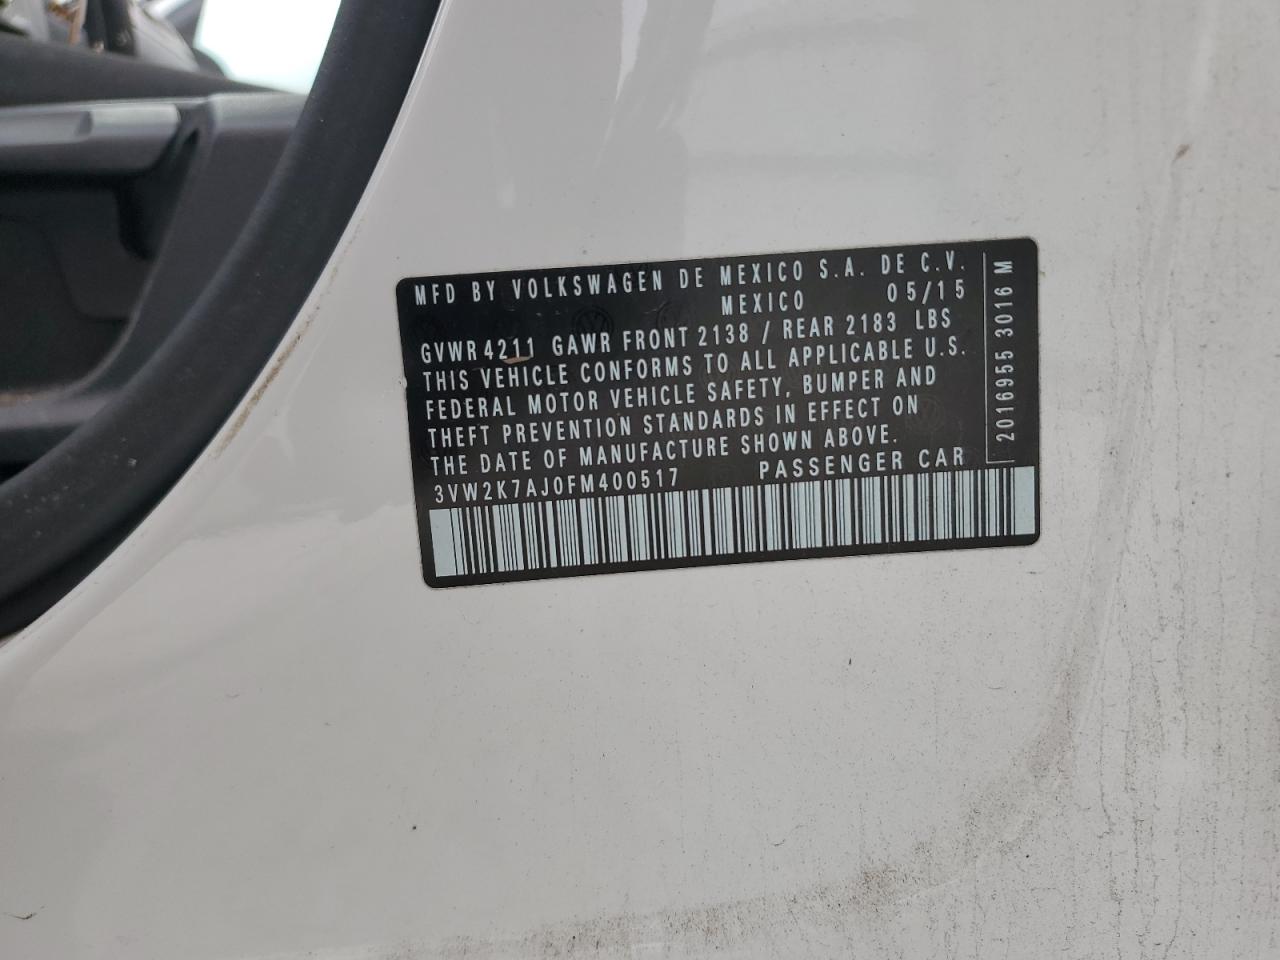 MFD BY VOLKSWAGEN DE MEXICO S.A. DE C.V.
MEXICO 05/15
GVWR 4211 GAWR FRONT 2138 / REAR 2183 LBS
THIS VEHICLE CONFORMS TO ALL APPLICABLE U.S.
FEDERAL MOTOR VEHICLE SAFETY, BUMPER AND
THEFT PREVENTION STANDARDS IN EFFECT ON
THE DATE OF MANUFACTURE SHOWN ABOVE.
3VW2K7AJ0FM400517 PASSENGER CAR
2016955 3016 M